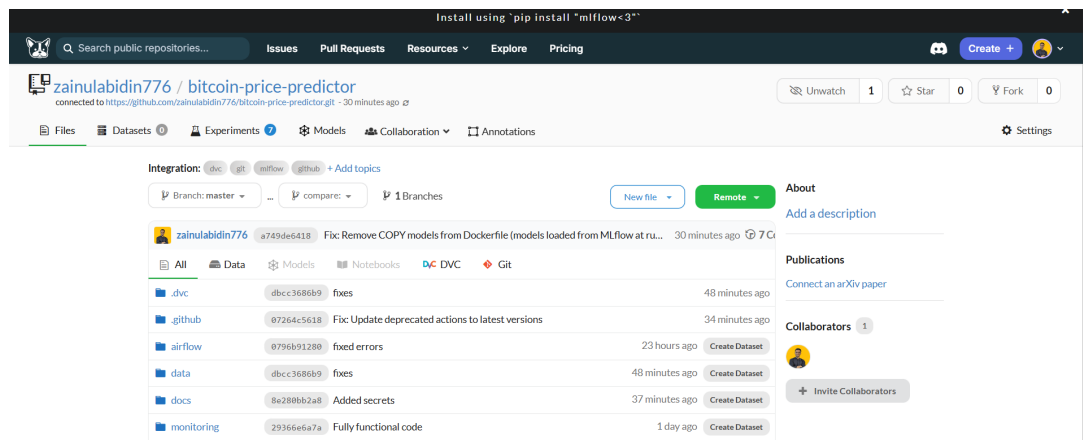 Install using `pip install "mlflow<3"`
Search public repositories... Issues Pull Requests Resources Explore Pricing Create +
zainulabidin776 / bitcoin-price-predictor
Unwatch 1 Star 0 Fork 0
connected to https://github.com/zainulabidin776/bitcoin-price-predictor.git - 30 minutes ago
Files Datasets 0 Experiments 7 Models Collaboration Annotations Settings
Integration: dvc git mlflow github + Add topics
Branch: master ... compare: 1 Branches New file Remote
zainulabidin776 a749de6418 Fix: Remove COPY models from Dockerfile (models loaded from MLflow at ru... 30 minutes ago 7
All Data Models Notebooks DVC Git
.dvc dbcc3686b9 fixes 48 minutes ago
.github 07264c5618 Fix: Update deprecated actions to latest versions 34 minutes ago
airflow 0796b91280 fixed errors 23 hours ago Create Dataset
data dbcc3686b9 fixes 48 minutes ago Create Dataset
docs 8e280bb2a8 Added secrets 37 minutes ago Create Dataset
monitoring 29366e6a7a Fully functional code 1 day ago Create Dataset
About
Add a description
Publications
Connect an arXiv paper
Collaborators 1
+ Invite Collaborators